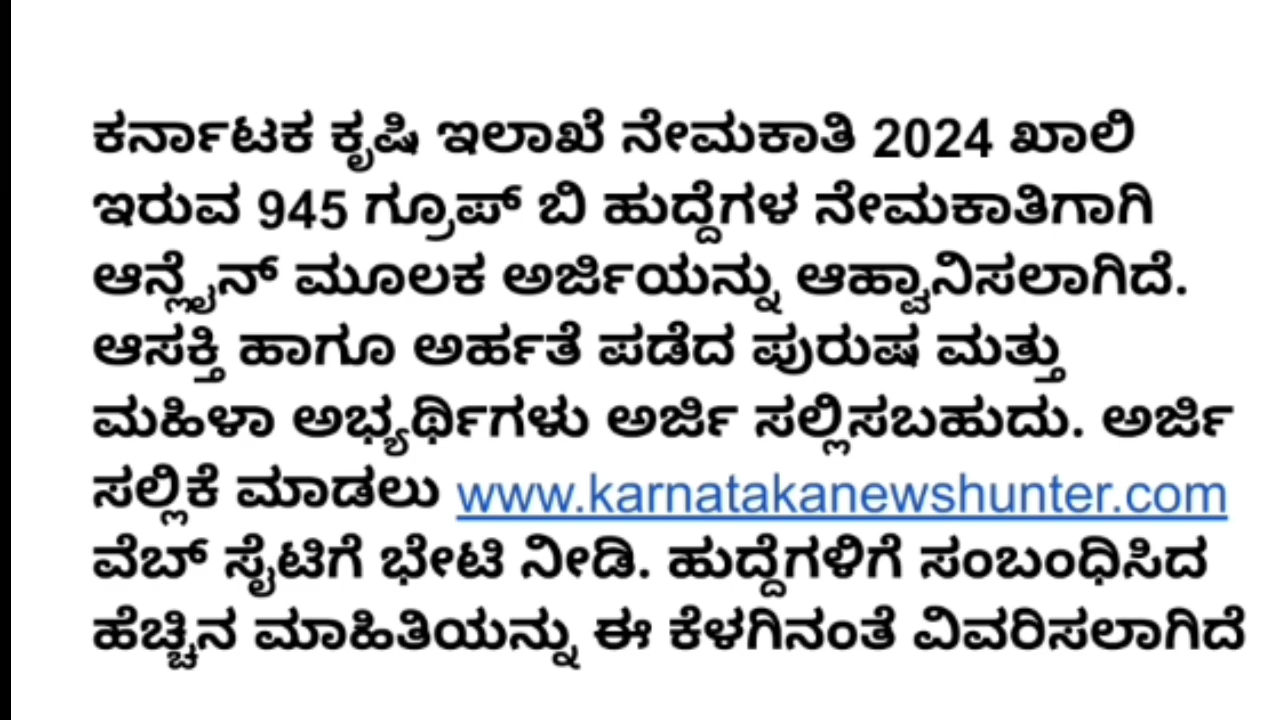 ಕರ್ನಾಟಕ ಕೃಷಿ ಇಲಾಖೆ ನೇಮಕಾತಿ 2024 ಖಾಲಿ
ಇರುವ 945 ಗ್ರೂಪ್ ಬಿ ಹುದ್ದೆಗಳ ನೇಮಕಾತಿಗಾಗಿ
ಆನ್ಲೈನ್ ಮೂಲಕ ಅರ್ಜಿಯನ್ನು ಆಹ್ವಾನಿಸಲಾಗಿದೆ.
ಆಸಕ್ತಿ ಹಾಗೂ ಅರ್ಹತೆ ಪಡೆದ ಪುರುಷ ಮತ್ತು
ಮಹಿಳಾ ಅಭ್ಯರ್ಥಿಗಳು ಅರ್ಜಿ ಸಲ್ಲಿಸಬಹುದು. ಅರ್ಜಿ
ಸಲ್ಲಿಕೆ ಮಾಡಲು www.karnatakanewshunter.com
ವೆಬ್ ಸೈಟಿಗೆ ಭೇಟಿ ನೀಡಿ. ಹುದ್ದೆಗಳಿಗೆ ಸಂಬಂಧಿಸಿದ
ಹೆಚ್ಚಿನ ಮಾಹಿತಿಯನ್ನು ಈ ಕೆಳಗಿನಂತೆ ವಿವರಿಸಲಾಗಿದೆ